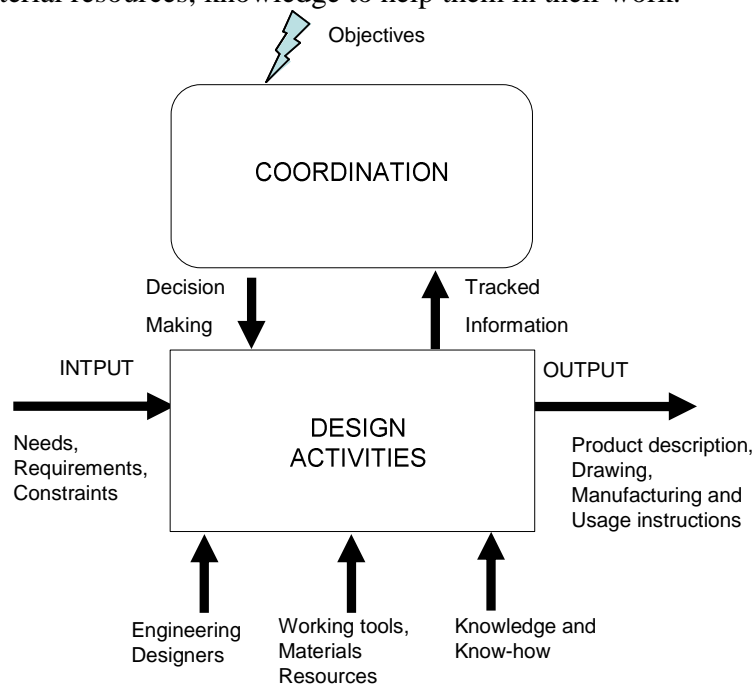 terial resources, knowledge to help them in their work.
Objectives
COORDINATION
Decision
Making
Tracked
Information
INTPUT
OUTPUT
DESIGN
ACTIVITIES
Needs,
Requirements,
Constraints
Product description,
Drawing,
Manufacturing and
Usage instructions
Engineering
Designers
Working tools,
Materials
Resources
Knowledge and
Know-how